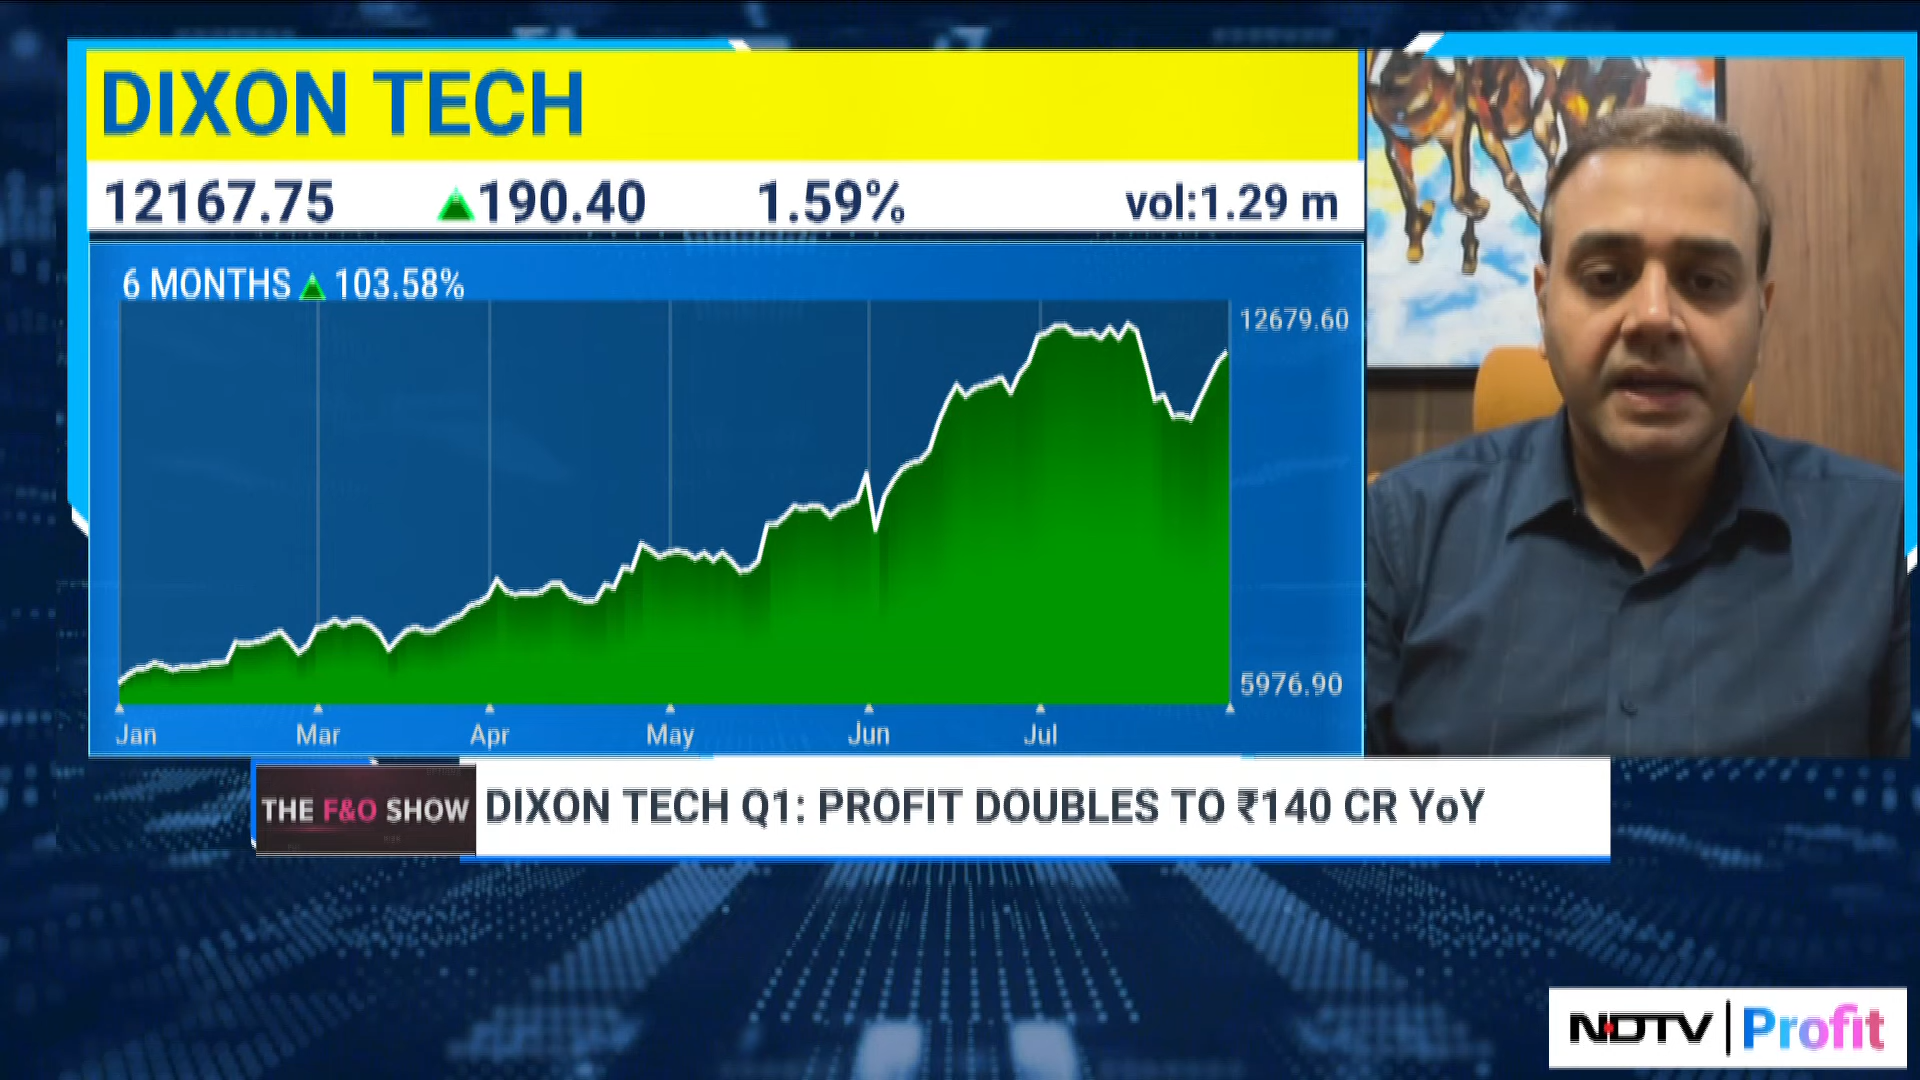 DIXON TECH
12167.75 ▲190.40 1.59% vol:1.29 m
6 MONTHS ▲ 103.58%
12679.60
5976.90
Jan Mar Apr May Jun Jul
THE F&O SHOW
DIXON TECH Q1: PROFIT DOUBLES TO ₹140 CR YoY
NDTV | Profit